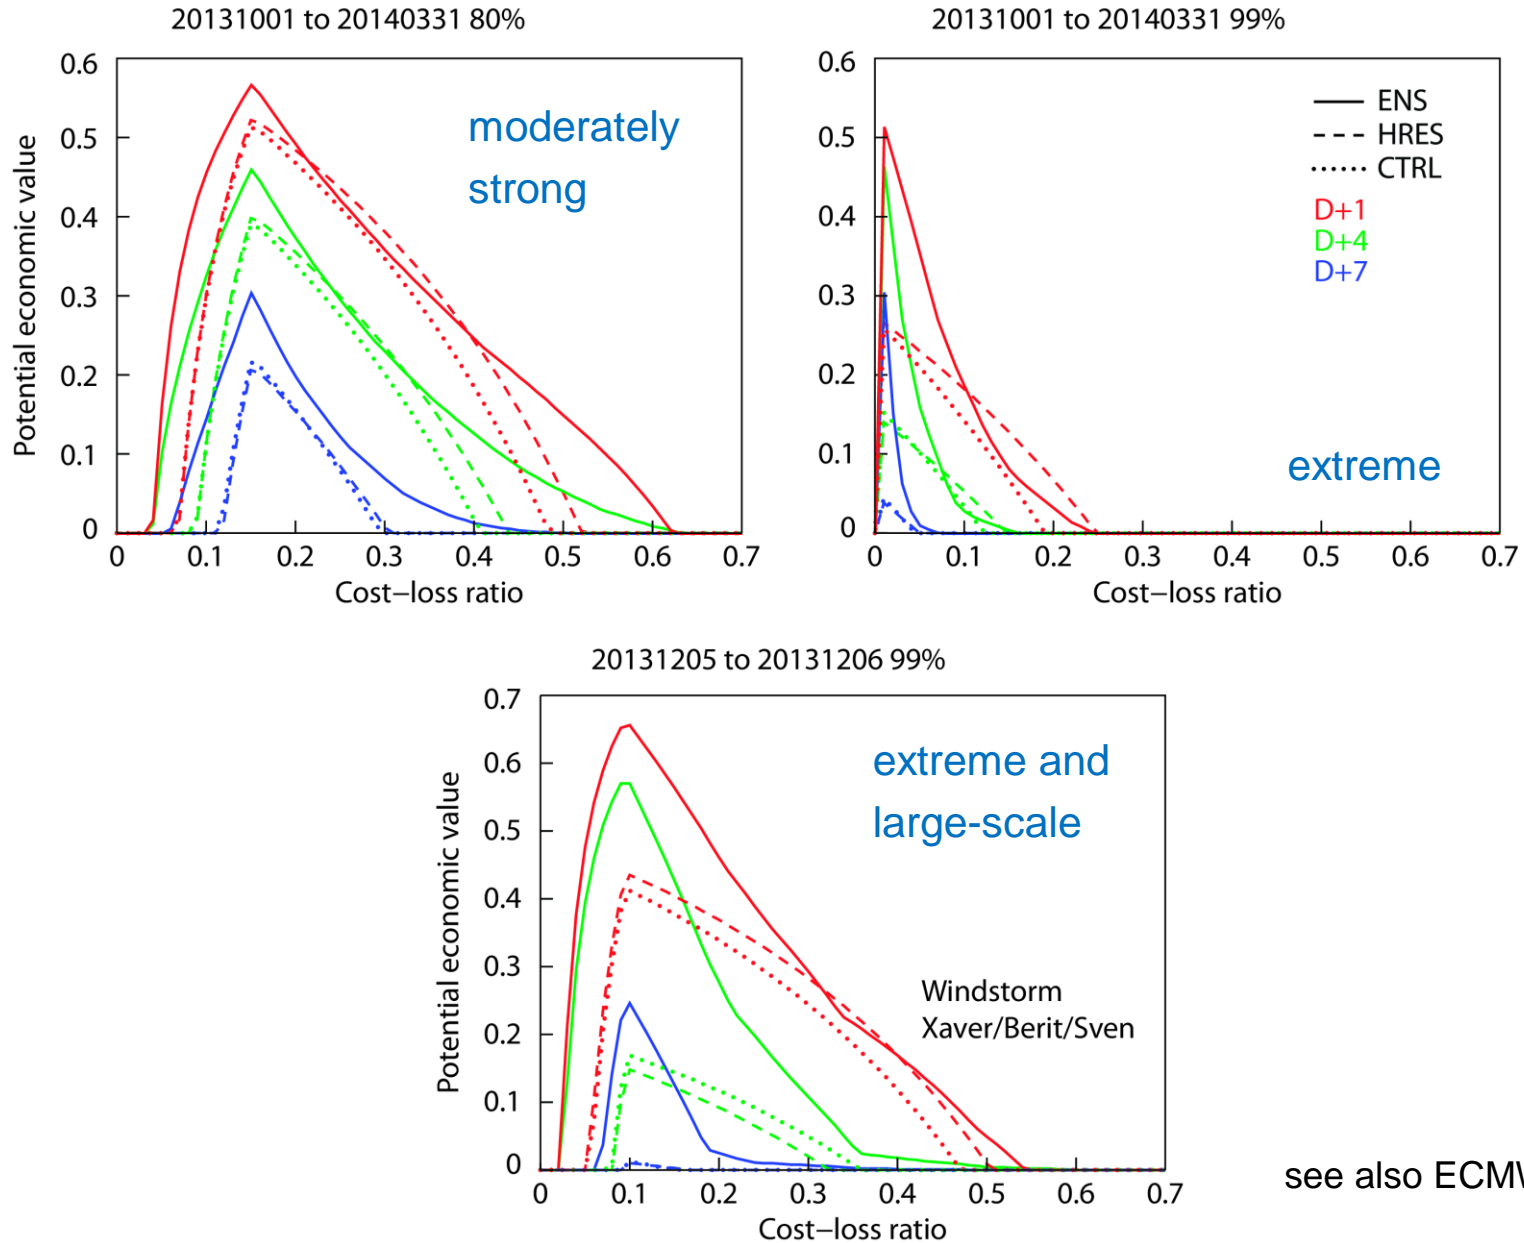 20131001 to 20140331 80%
0.6
0.5
0.4
0.3
0.2
0.1
0
Potential economic value
moderately
strong
0 0.1 0.2 0.3 0.4 0.5 0.6 0.7
Cost−loss ratio
20131001 to 20140331 99%
0.6
0.5
0.4
0.3
0.2
0.1
0
ENS
HRES
CTRL
D+1
D+4
D+7
extreme
0 0.1 0.2 0.3 0.4 0.5 0.6 0.7
Cost−loss ratio
20131205 to 20131206 99%
0.7
0.6
0.5
0.4
0.3
0.2
0.1
0
Potential economic value
extreme and
large-scale
Windstorm
Xaver/Berit/Sven
0 0.1 0.2 0.3 0.4 0.5 0.6 0.7
Cost−loss ratio
see also